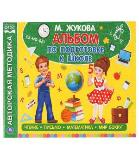 М. ЖУКОВА
АЛЬБОМ
ПО ПОДГОТОВКЕ
К ШКОЛЕ
АВТОРСКАЯ МЕТОДИКА
ЧТЕНИЕ • ПИСЬМО • МАТЕМАТИКА • МИР ВОКРУГ